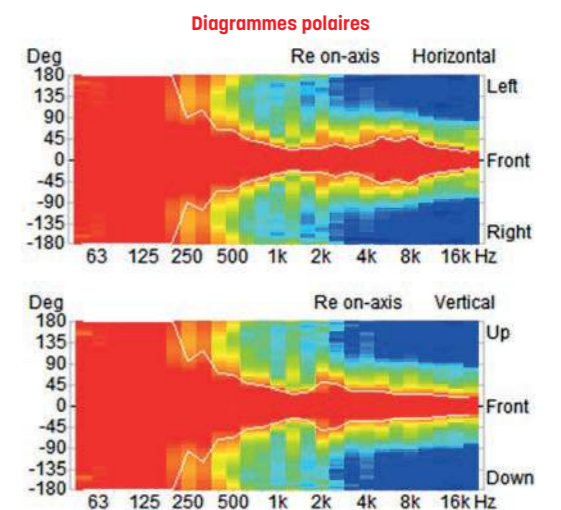 Diagrammes polaires
Deg Re on-axis Horizontal
180 Left
135
90
45
0 Front
-45
-90
-135 Right
-180
63 125 250 500 1k 2k 4k 8k 16k Hz
Deg Re on-axis Vertical
180 Up
135
90
45
0 Front
-45
-90
-135 Down
-180
63 125 250 500 1k 2k 4k 8k 16k Hz